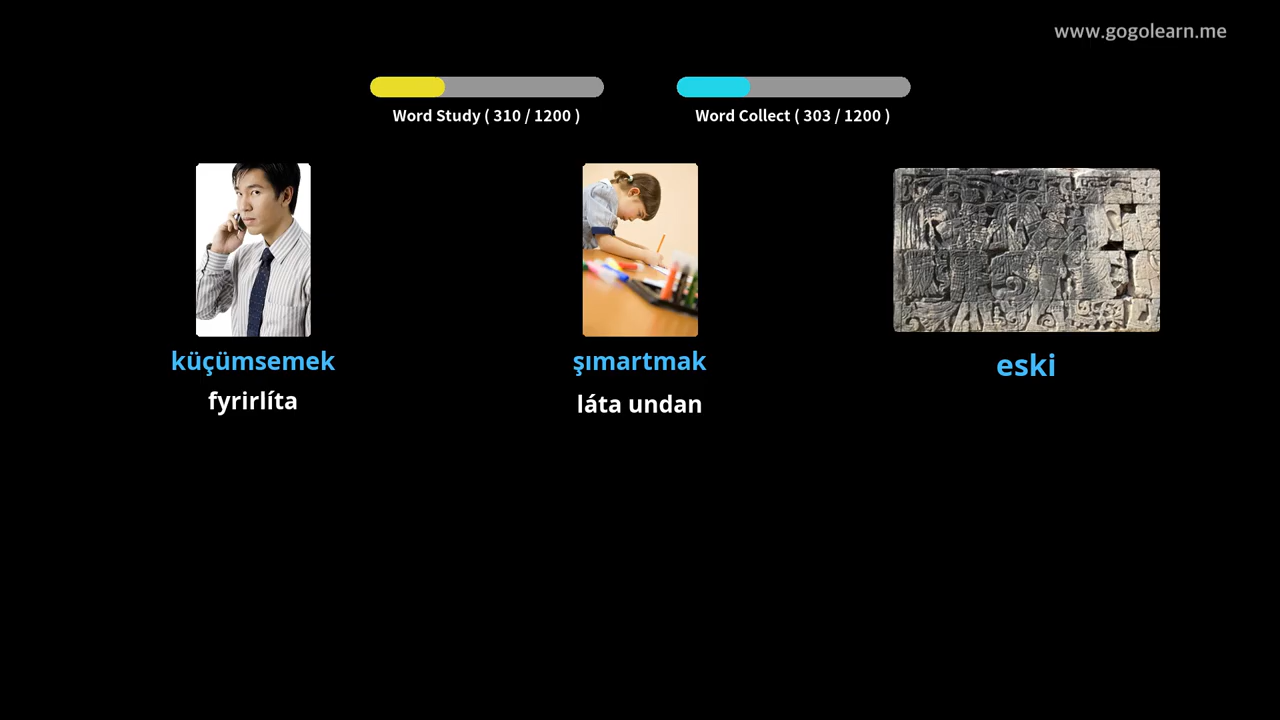 www.gogolearn.me
Word Study ( 310 / 1200 )
Word Collect ( 303 / 1200 )
küçümsemek
fyrirlíta
şımartmak
láta undan
eski